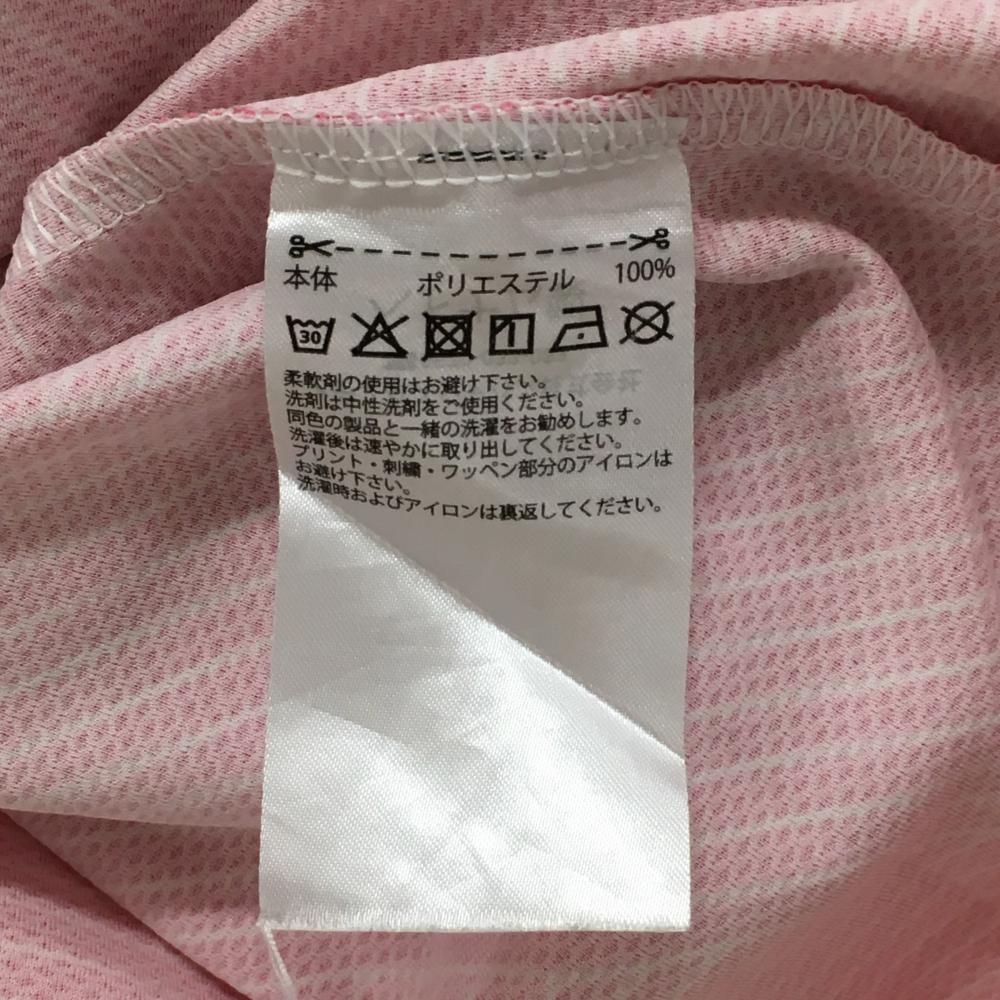 本体 ポリエステル 100%
30
柔軟剤の使用はお避け下さい。
洗剤は中性洗剤をご使用ください。
同色の製品と一緒の洗濯をお勧めします。
洗濯後は速やかに取り出してください。
プリント・刺繍・ワッペン部分のアイロンは
お避け下さい。
洗濯時およびアイロンは裏返してください。